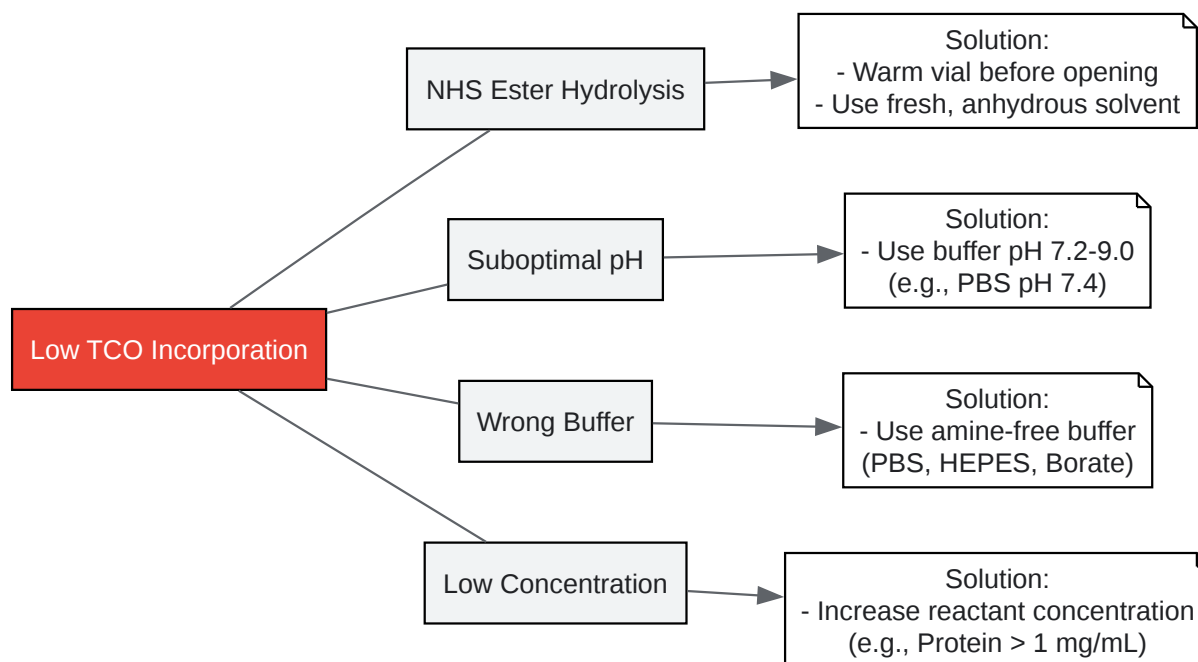 NHS Ester Hydrolysis
Solution:
- Warm vial before opening
- Use fresh, anhydrous solvent
Suboptimal pH
Solution:
- Use buffer pH 7.2-9.0
(e.g., PBS pH 7.4)
Low TCO Incorporation
Wrong Buffer
Solution:
- Use amine-free buffer
(PBS, HEPES, Borate)
Low Concentration
Solution:
- Increase reactant concentration
(e.g., Protein > 1 mg/mL)